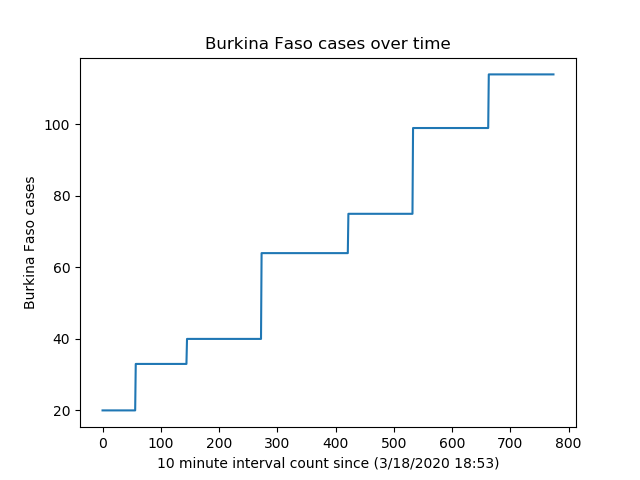 Burkina Faso cases over time
Burkina Faso cases
100
80
60
40
20
0 100 200 300 400 500 600 700 800
10 minute interval count since (3/18/2020 18:53)